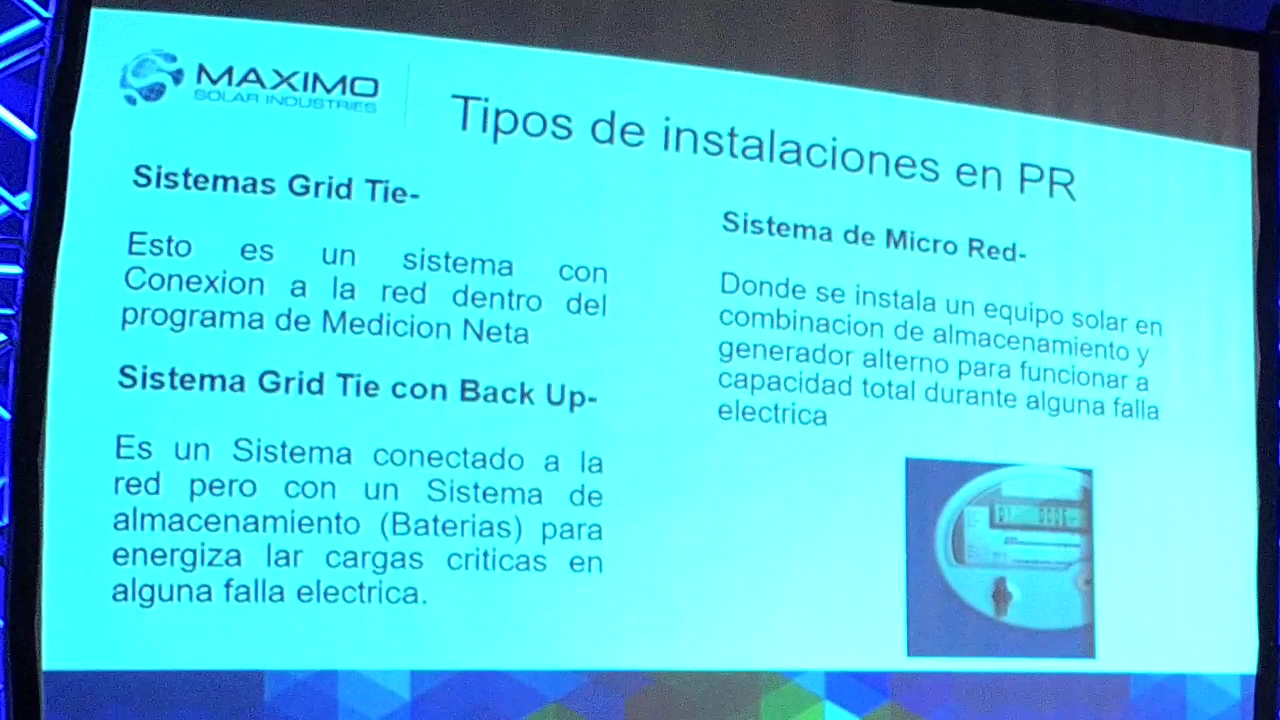 MAXIMO
SOLAR INDUSTRIES
Tipos de instalaciones en PR
Sistemas Grid Tie-
Esto es un sistema con
Conexion a la red dentro del
programa de Medicion Neta
Sistema Grid Tie con Back Up-
Es un Sistema conectado a la
red pero con un Sistema de
almacenamiento (Baterias) para
energiza lar cargas criticas en
alguna falla electrica.
Sistema de Micro Red-
Donde se instala un equipo solar en
combinacion de almacenamiento y
generador alterno para funcionar a
capacidad total durante alguna falla
electrica